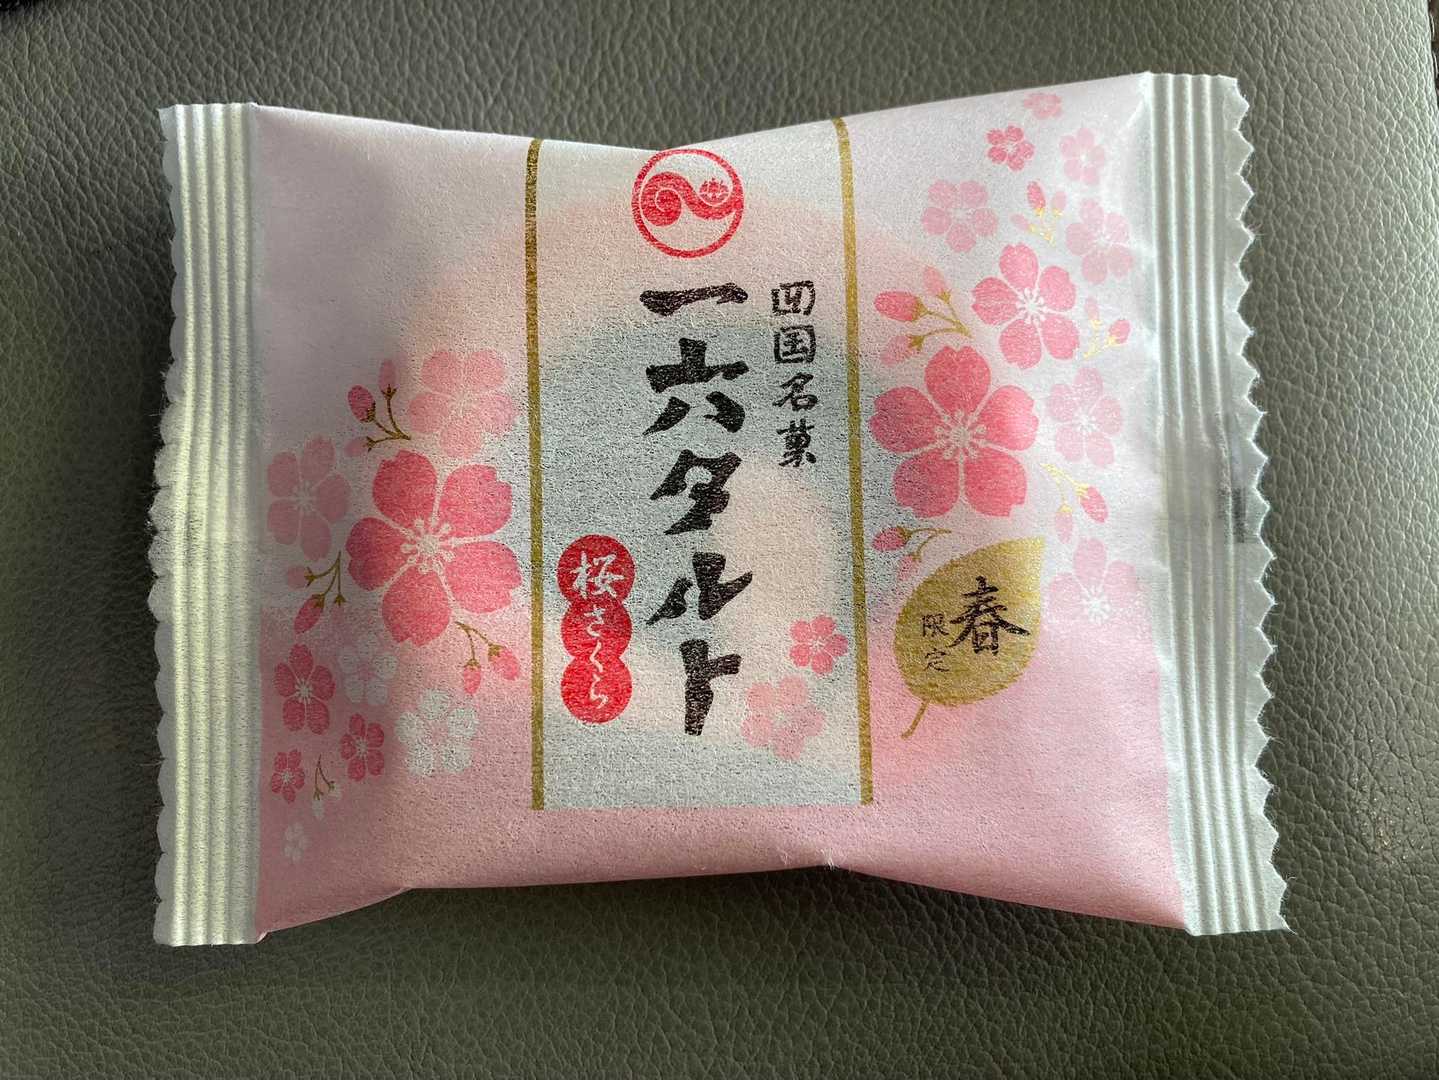 四国名菓
一六タルト
桜さくら
春
限定